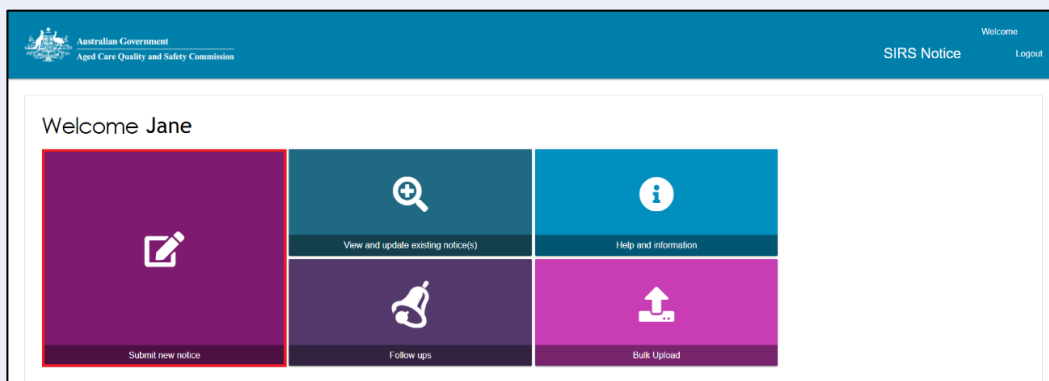 Australian Government
Aged Care Quality and Safety Commission
Welcome
SIRS Notice
Logout
Welcome Jane
View and update existing notice(s)
Help and information
Submit new notice
Follow ups
Bulk Upload